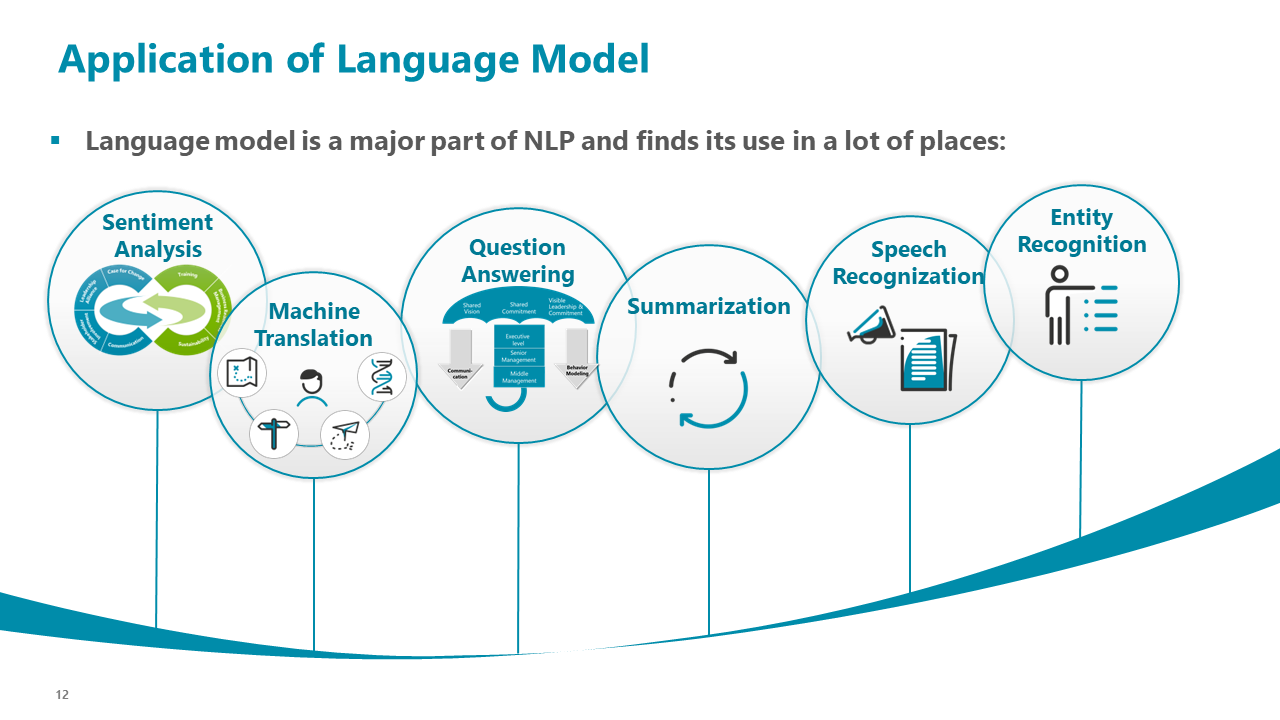 Application of Language Model
▪ Language model is a major part of NLP and finds its use in a lot of places:
Sentiment
Analysis
Case for Change
Training
Leadership
Alliance
Communication
Sustainability
Machine
Translation
Question
Answering
Shared
Vision
Shared
Commitment
Visible
Leadership &
Commitment
Executive
level
Senior
Management
Middle
Management
Communi-
cation
Behavior
Modeling
Summarization
Speech
Recognization
Entity
Recognition
12